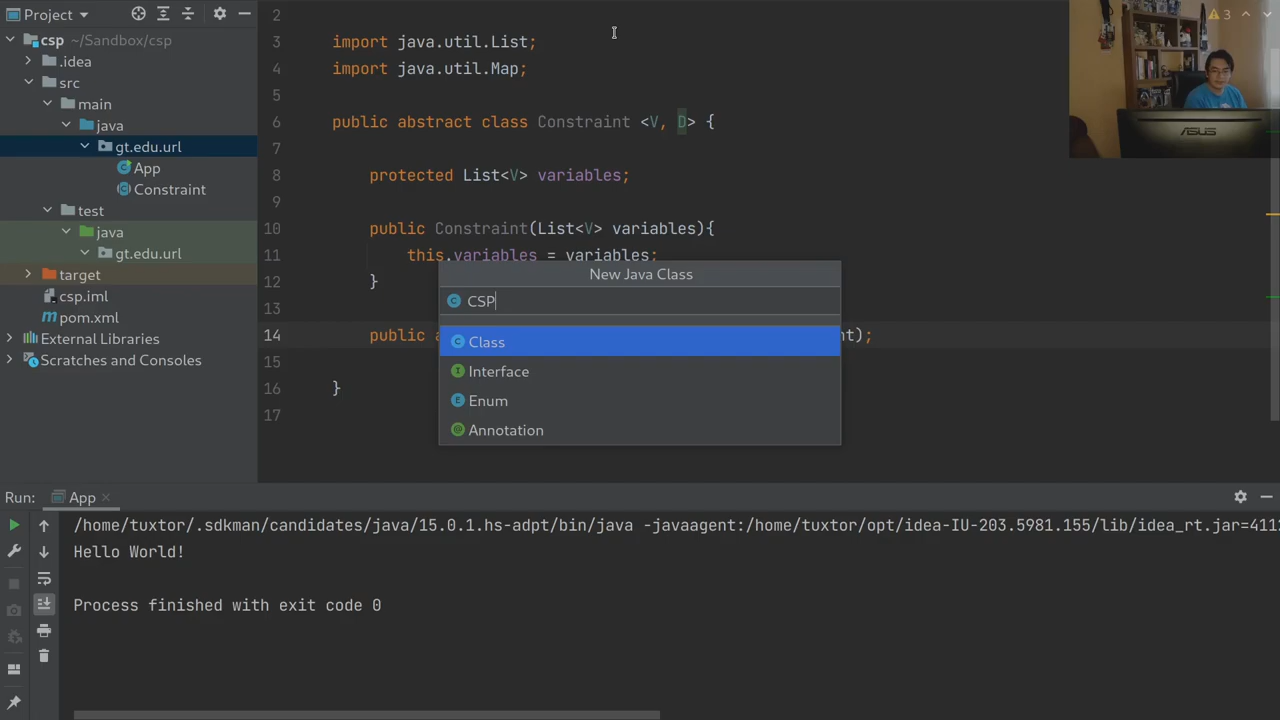 Project
csp ~/Sandbox/csp
.idea
src
main
java
gt.edu.url
App
Constraint
test
java
gt.edu.url
target
csp.iml
pom.xml
External Libraries
Scratches and Consoles
2
3 import java.util.List;
4 import java.util.Map;
5
6 public abstract class Constraint <V, D> {
7
8 protected List<V> variables;
9
10 public Constraint(List<V> variables){
11 this.variables = variables;
12 }
13
14 public a nt);
15
16 }
17
3
ASUS
New Java Class
CSP
Class
Interface
Enum
Annotation
Run: App
/home/tuxtor/.sdkman/candidates/java/15.0.1.hs-adpt/bin/java -javaagent:/home/tuxtor/opt/idea-IU-203.5981.155/lib/idea_rt.jar=4112
Hello World!
Process finished with exit code 0